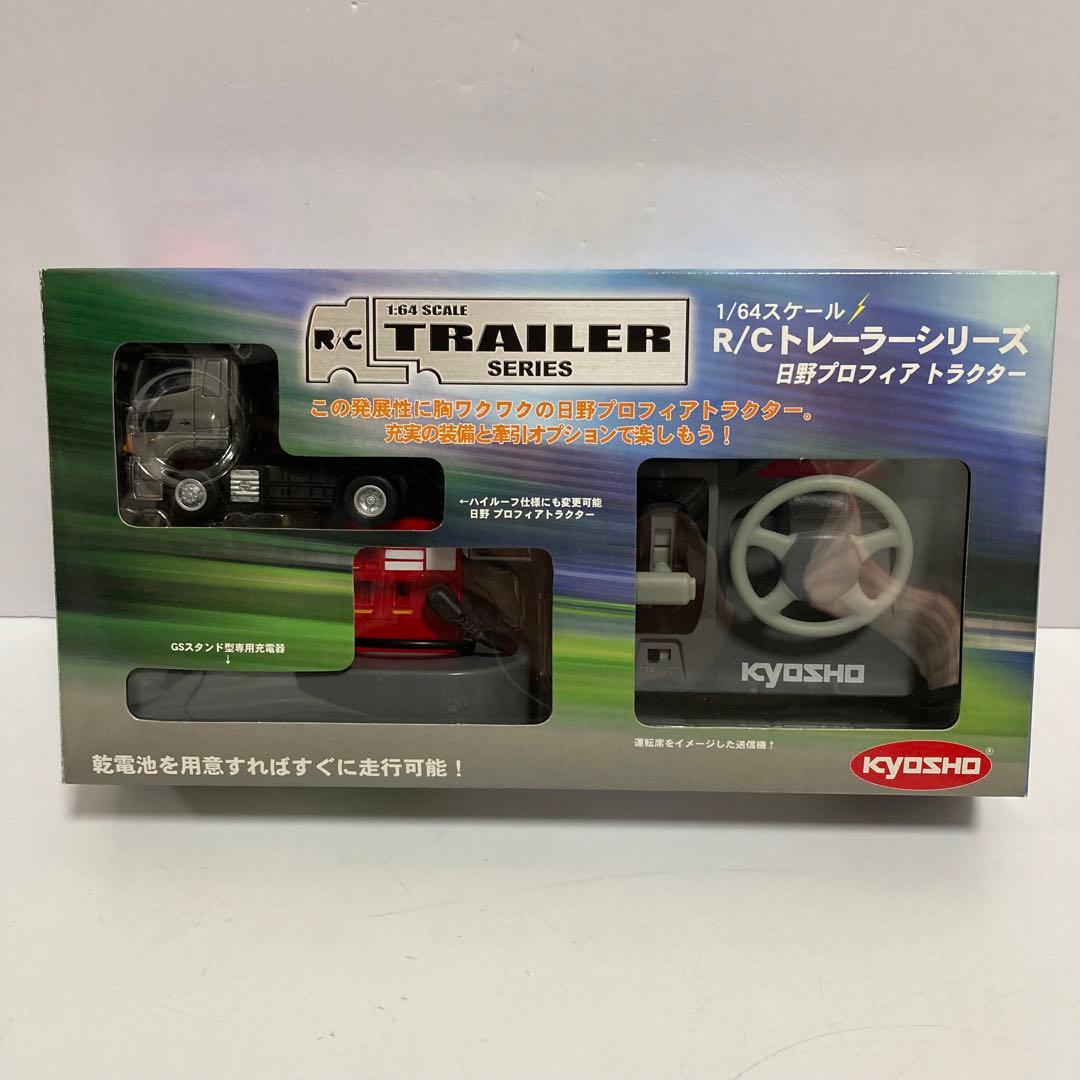 1:64 SCALE
R/C TRAILER
SERIES
1/64スケール
R/Cトレーラーシリーズ
日野プロフィア トラクター
この発展性に胸ワクワクの日野プロフィアトラクター。
充実の装備と牽引オプションで楽しもう！
←ハイルーフ仕様にも変更可能
日野 プロフィアトラクター
GSスタンド型専用充電器
↓
KYOSHO
運転席をイメージした送信機↑
乾電池を用意すればすぐに走行可能！
KYOSHO®